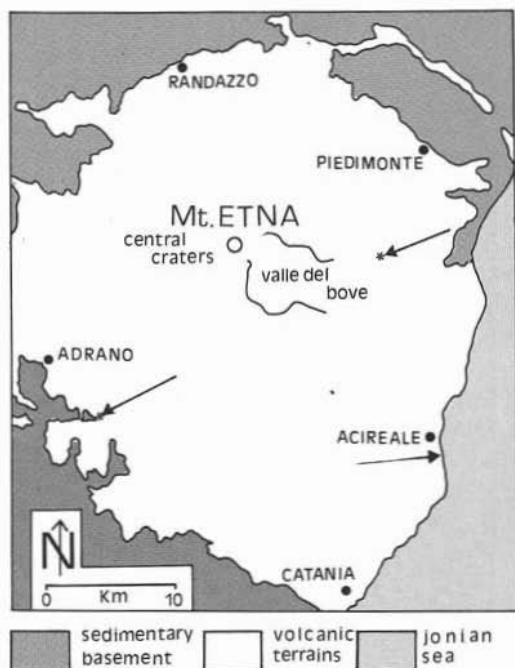 RANDAZZO
PIEDIMONTE
Mt.ETNA
central
craters
valle del
bove
ADRANO
ACIREALE
N
CATANIA
0 10
Km
sedimentary
basement
volcanic
terrains
jonian
sea